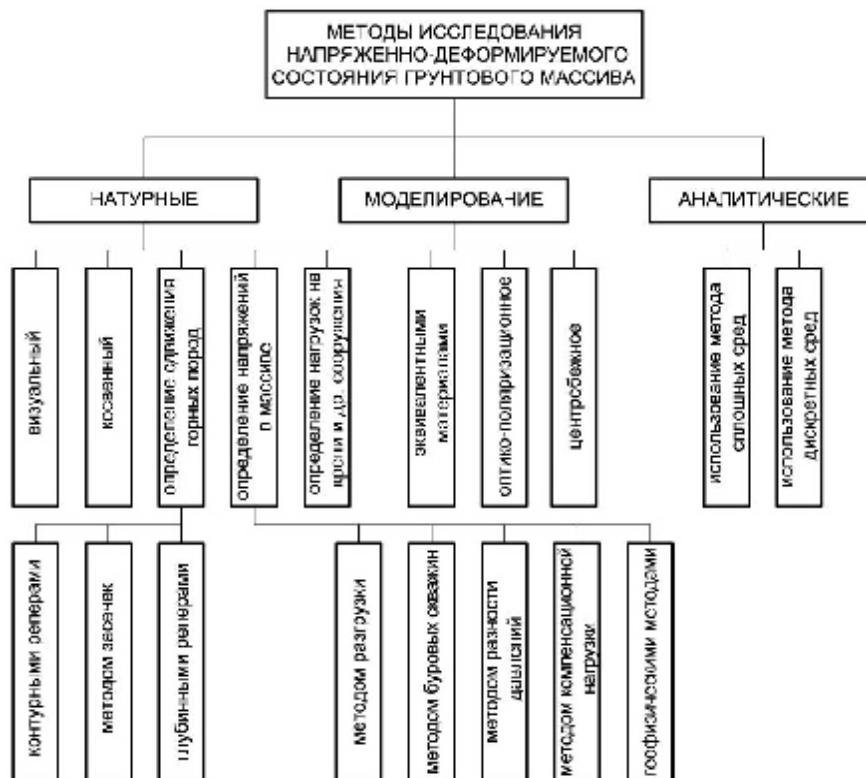 МЕТОДЫ ИССЛЕДОВАНИЯ
НАПРЯЖЕННО-ДЕФОРМИРУЕМОГО
СОСТОЯНИЯ ГРУНТОВОГО МАССИВА
НАТУРНЫЕ
МОДЕЛИРОВАНИЕ
АНАЛИТИЧЕСКИЕ
визуальный
косвенный
определение сдвижения
горных пород
определение напряжений
в массиве
определение нагрузок на
крепи и др. сооружения
эквивалентными
материалами
оптико-поляризационное
центробежное
использование метода
сплошных сред
использование метода
дискретных сред
контурными реперами
методом засечек
глубинными реперами
методом разгрузки
методом буровых скважин
методом разности
давлений
методом компенсационной
нагрузки
геофизическими методами